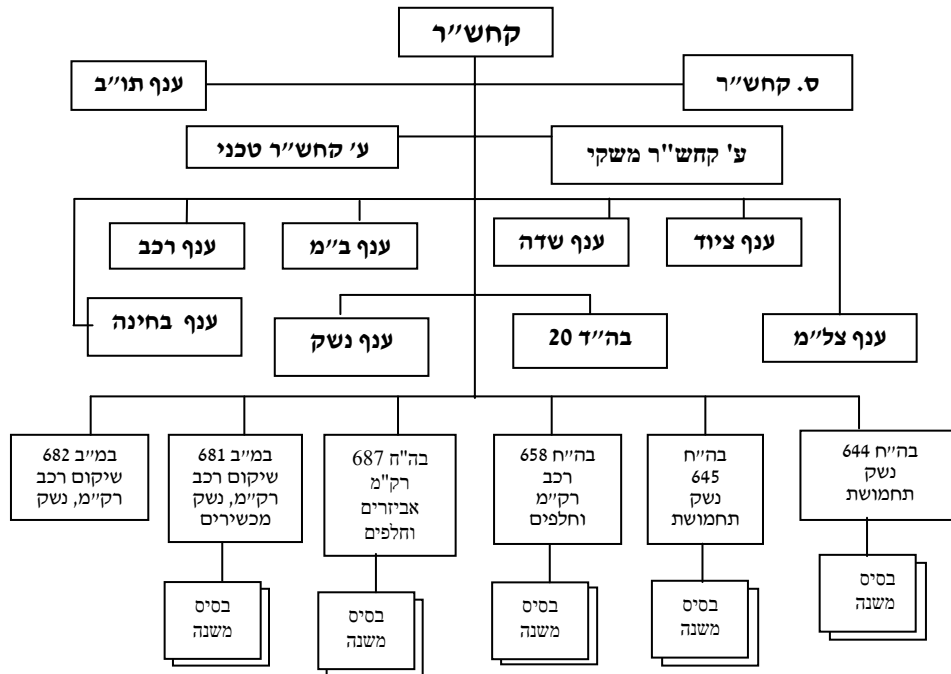 קחש״ר
ס. קחש״ר
ענף תו״ב
ע' קחש"ר משקי
ע׳ קחש״ר טכני
ענף ציוד
ענף שדה
ענף ב״מ
ענף רכב
ענף צל״מ
בה״ד 20
ענף נשק
ענף בחינה
בה״ח 644
נשק
תחמושת
בה״ח
645
נשק
תחמושת
בה״ח 658
רכב
רק״מ
וחלפים
בה"ח 687
רק"מ
אביזרים
וחלפים
במ״ב 681
שיקום רכב
רק״מ, נשק
מכשירים
במ״ב 682
שיקום רכב
רק״מ, נשק
בסיס
משנה
בסיס
משנה
בסיס
משנה
בסיס
משנה
בסיס
משנה